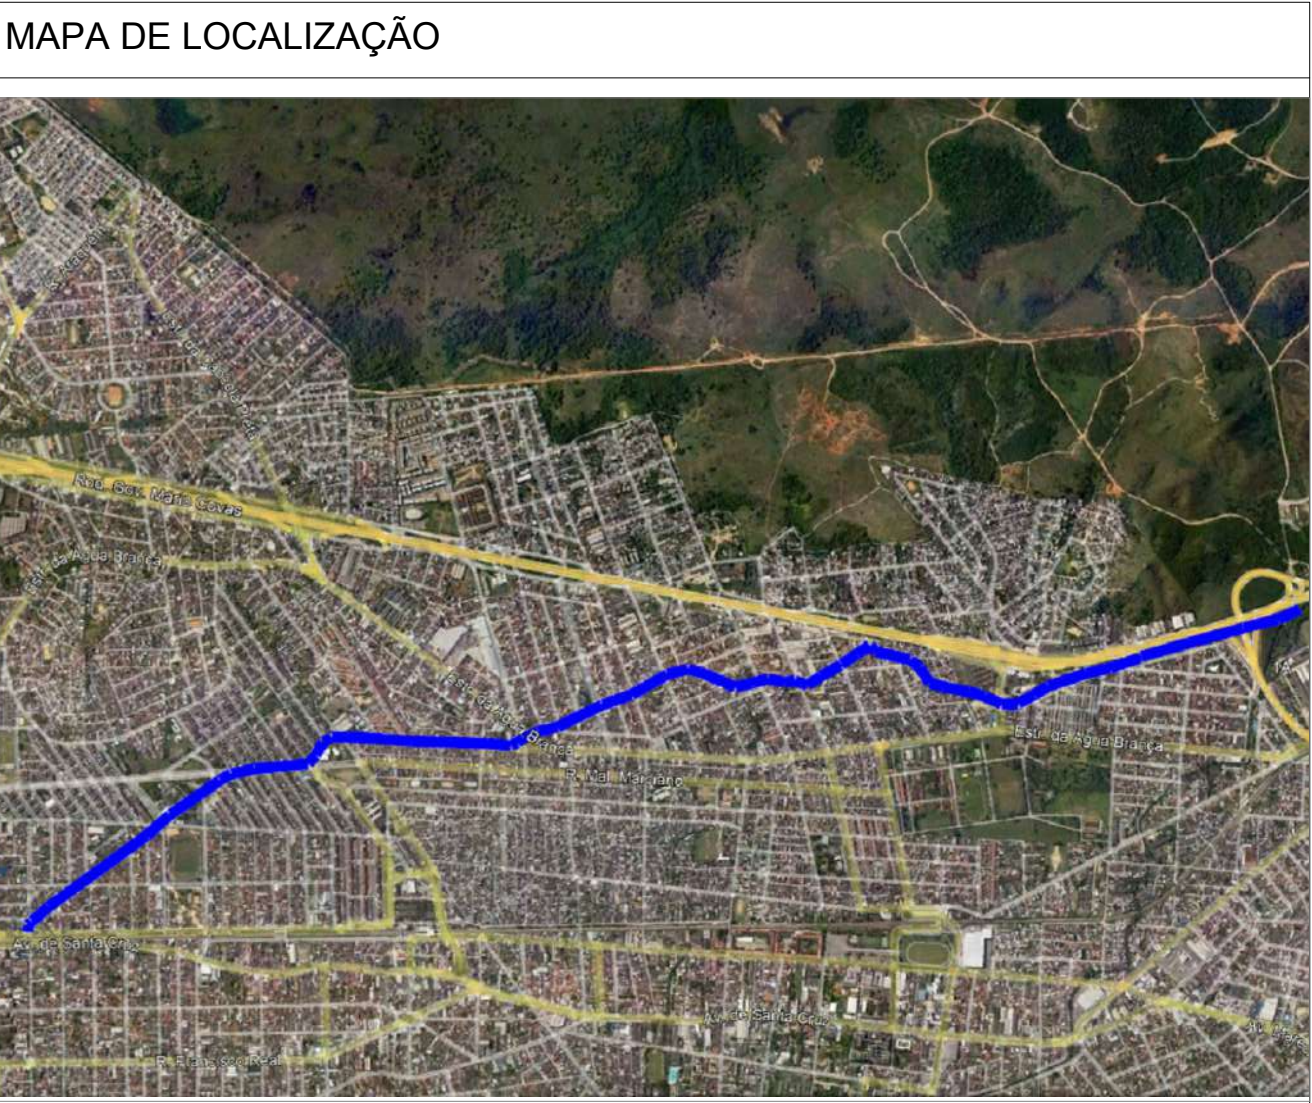 MAPA DE LOCALIZAÇÃO
Rod. Gov. Mário Covas
Estr. da Água Branca
Estr. da Água Branca
Estr. da Água Branca
R. Mal. Marciano
Av. de Santa Cruz
Av. de Santa Cruz
R. Francisco Real